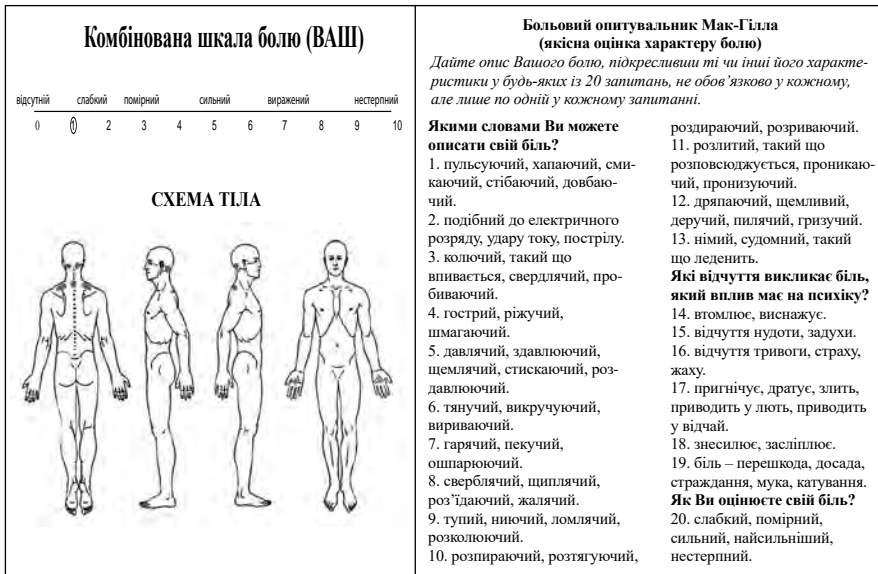 Комбінована шкала болю (ВАШ)
відсутній слабкий помірний сильний виражений нестерпний
0 1 2 3 4 5 6 7 8 9 10
СХЕМА ТІЛА
Больовий опитувальник Мак-Гілла
(якісна оцінка характеру болю)
Дайте опис Вашого болю, підкресливши ті чи інші його характе-
ристики у будь-яких із 20 запитань, не обов’язково у кожному,
але лише по одній у кожному запитанні.
Якими словами Ви можете
описати свій біль?
1. пульсуючий, хапаючий, сми-
каючий, стібаючий, довбаю-
чий.
2. подібний до електричного
розряду, удару току, пострілу.
3. колючий, такий що
впивається, свердлячий, про-
биваючий.
4. гострий, ріжучий,
шмагаючий.
5. давлячий, здавлюючий,
щемлячий, стискаючий, роз-
давлюючий.
6. тянучий, викручуючий,
вириваючий.
7. гарячий, пекучий,
ошпарюючий.
8. сверблячий, щиплячий,
роз’їдаючий, жалячий.
9. тупий, ниючий, ломлячий,
розколюючий.
10. розпираючий, розтягуючий,
роздираючий, розриваючий.
11. розлитий, такий що
розповсюджується, проникаю-
чий, пронизуючий.
12. дряпаючий, щемливий,
деручий, пилячий, гризучий.
13. німий, судомний, такий
що леденить.
Які відчуття викликає біль,
який вплив має на психіку?
14. втомлює, виснажує.
15. відчуття нудоти, задухи.
16. відчуття тривоги, страху,
жаху.
17. пригнічує, дратує, злить,
приводить у лють, приводить
у відчай.
18. знесилює, засліплює.
19. біль – перешкода, досада,
страждання, мука, катування.
Як Ви оцінюєте свій біль?
20. слабкий, помірний,
сильний, найсильніший,
нестерпний.